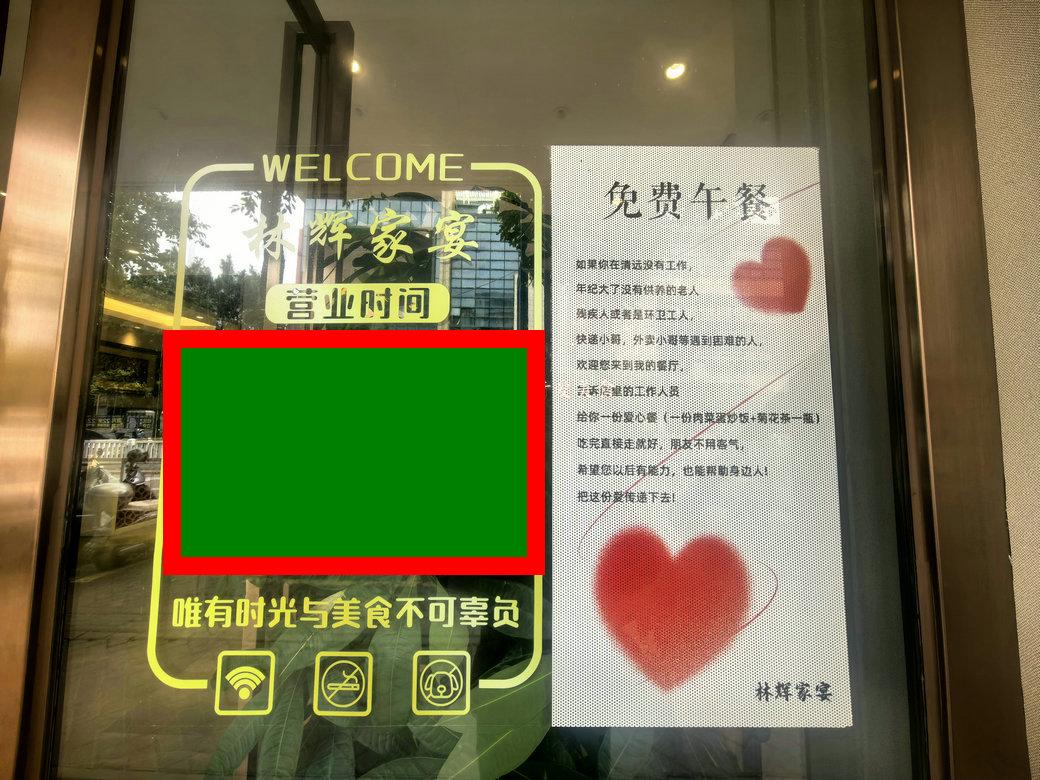 WELCOME
林辉家宴
营业时间
唯有时光与美食不可辜负
免费午餐
如果你在清远没有工作，
年纪大了没有供养的老人
残疾人或者是环卫工人，
快递小哥，外卖小哥等遇到困难的人，
欢迎您来到我的餐厅，
告诉店里的工作人员
给你一份爱心餐（一份肉菜蛋炒饭+菊花茶一瓶）
吃完直接走就好，朋友不用客气，
希望您以后有能力，也能帮助身边人!
把这份爱传递下去!
林辉家宴